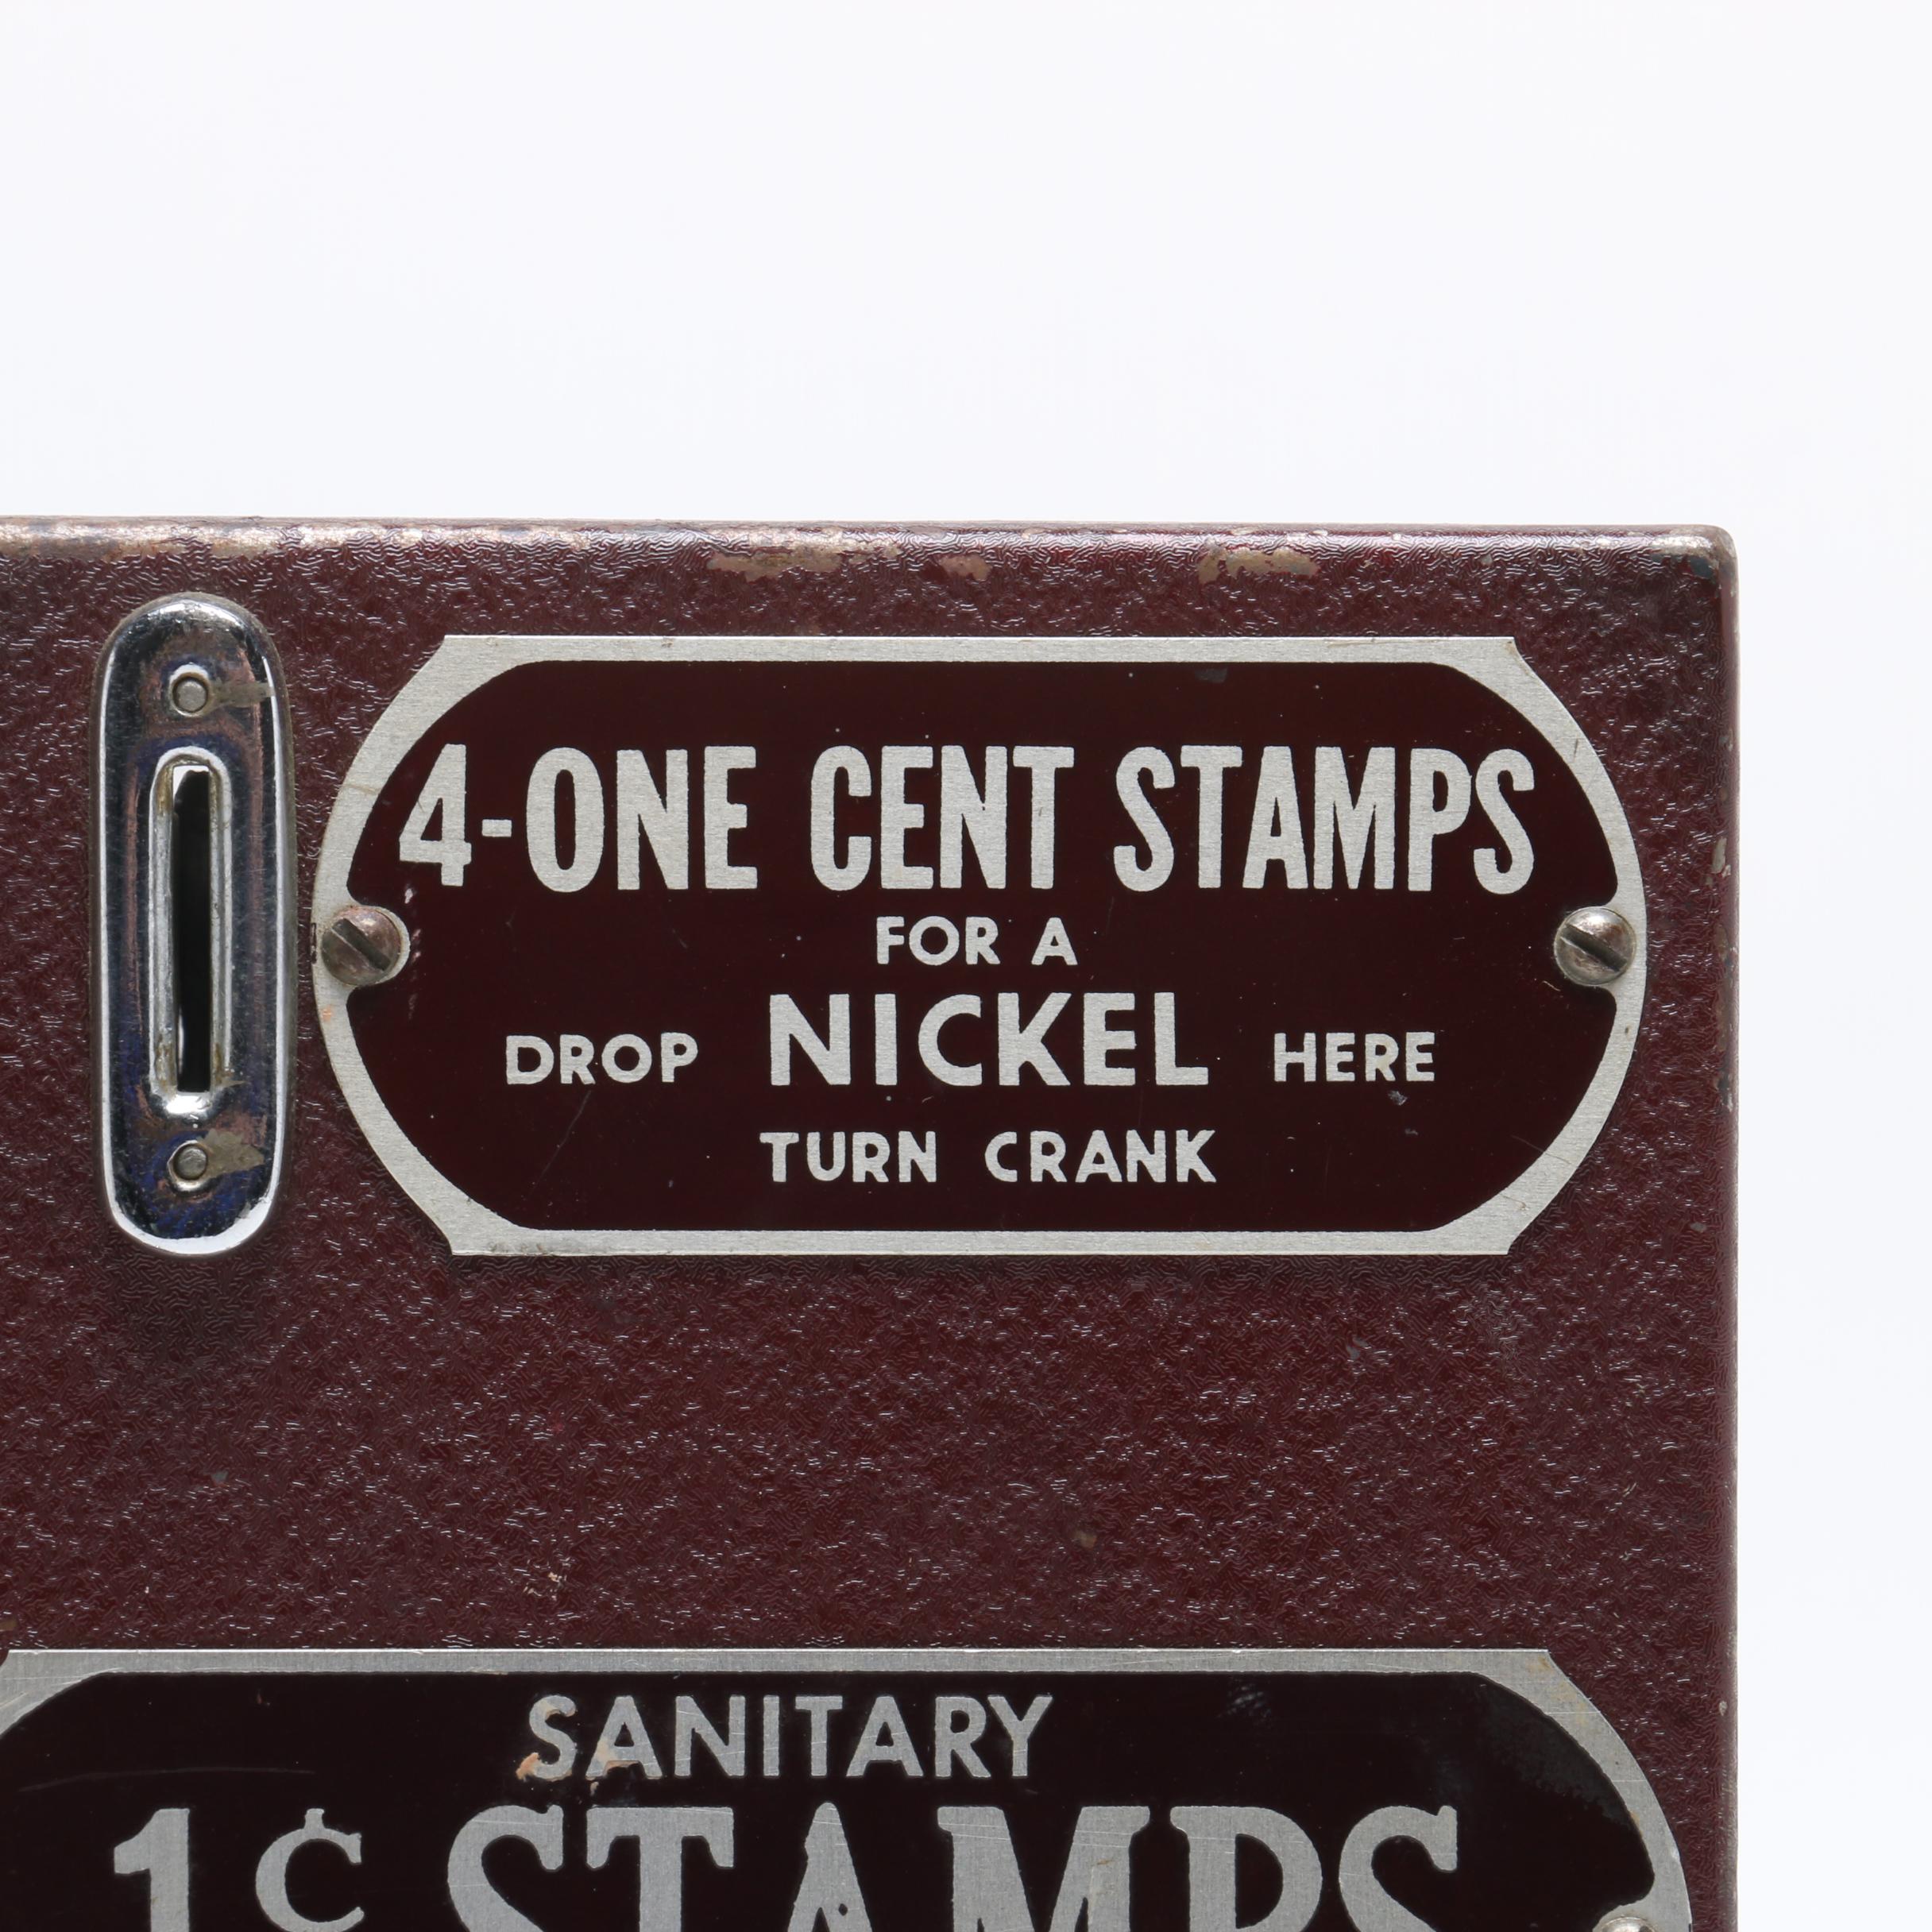 4-ONE CENT STAMPS
FOR A
DROP NICKEL HERE
TURN CRANK
SANITARY
1¢ STAMPS